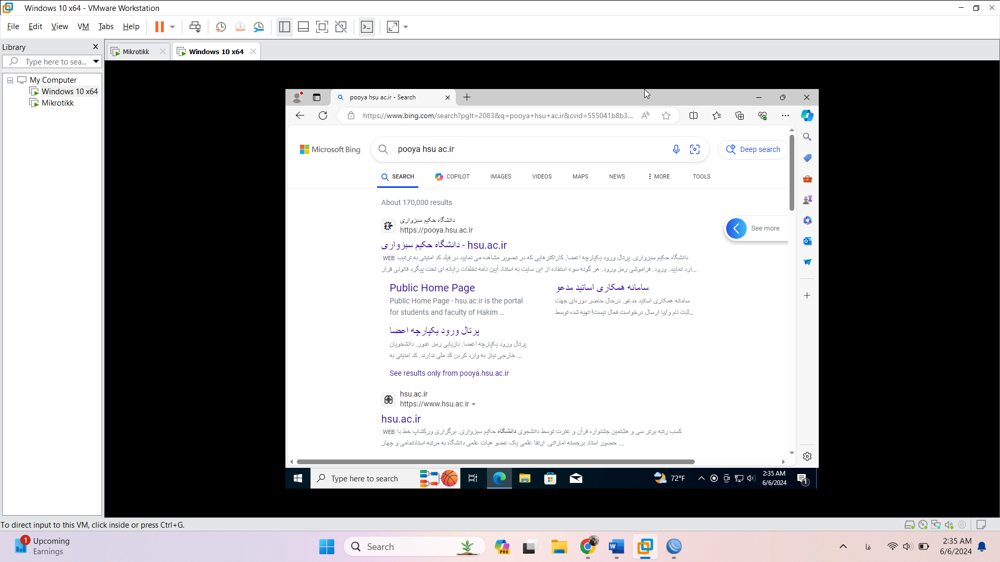 Windows 10 x64 - VMware Workstation
File Edit View VM Tabs Help
Library
Type here to sea...
My Computer
Windows 10 x64
Mikrotikk
Mikrotikk
Windows 10 x64
pooya hsu ac.ir - Search
https://www.bing.com/search?pglt=2083&q=pooya+hsu+ac.ir&cvid=555041b8b3...
Microsoft Bing
pooya hsu ac.ir
Deep search
SEARCH COPILOT IMAGES VIDEOS MAPS NEWS MORE TOOLS
About 170,000 results
دانشگاه حکیم سبزواری
https://pooya.hsu.ac.ir
دانشگاه حکیم سبزواری - hsu.ac.ir
WEB دانشگاه حکیم سبزواری. پرتال ورود یکپارچه اعضا. کاراکترهایی که در تصویر مشاهده می نمایید در فیلد کد امنیتی به ترتیب
وارد نمایید. ورود. فراموشی رمز ورود. هر گونه سوء استفاده از این سایت به استناد آیین نامه تخلفات رایانه ای تحت پیگرد قانونی قرار...
See more
Public Home Page
Public Home Page - hsu.ac.ir is the portal
for students and faculty of Hakim ...
سامانه همکاری اساتید مدعو
سامانه همکاری اساتید مدعو. درحال حاضر دوره‌ای جهت
ثبت نام و/یا ارسال درخواست فعال نیست! تهیه شده توسط...
پرتال ورود یکپارچه اعضا
پرتال ورود یکپارچه اعضا. بازیابی رمز عبور. دانشجویان
خارجی نیاز به وارد کردن کد ملی ندارند. کد امنیتی به ...
See results only from pooya.hsu.ac.ir
hsu.ac.ir
https://www.hsu.ac.ir
hsu.ac.ir
WEB کسب رتبه برتر سی و هشتمین جشنواره قرآن و عترت توسط دانشجوی دانشگاه حکیم سبزواری. برگزاری ورکشاپ خط با
حضور استاد برجسته اماراتی. ارتقا علمی یک عضو هیات علمی دانشگاه به مرتبه استادتمامی و چهار ...
Type here to search
72°F
2:35 AM
6/6/2024
1
To direct input to this VM, click inside or press Ctrl+G.
1
Upcoming
Earnings
Search
PRE
W
فا
2:35 AM
6/6/2024